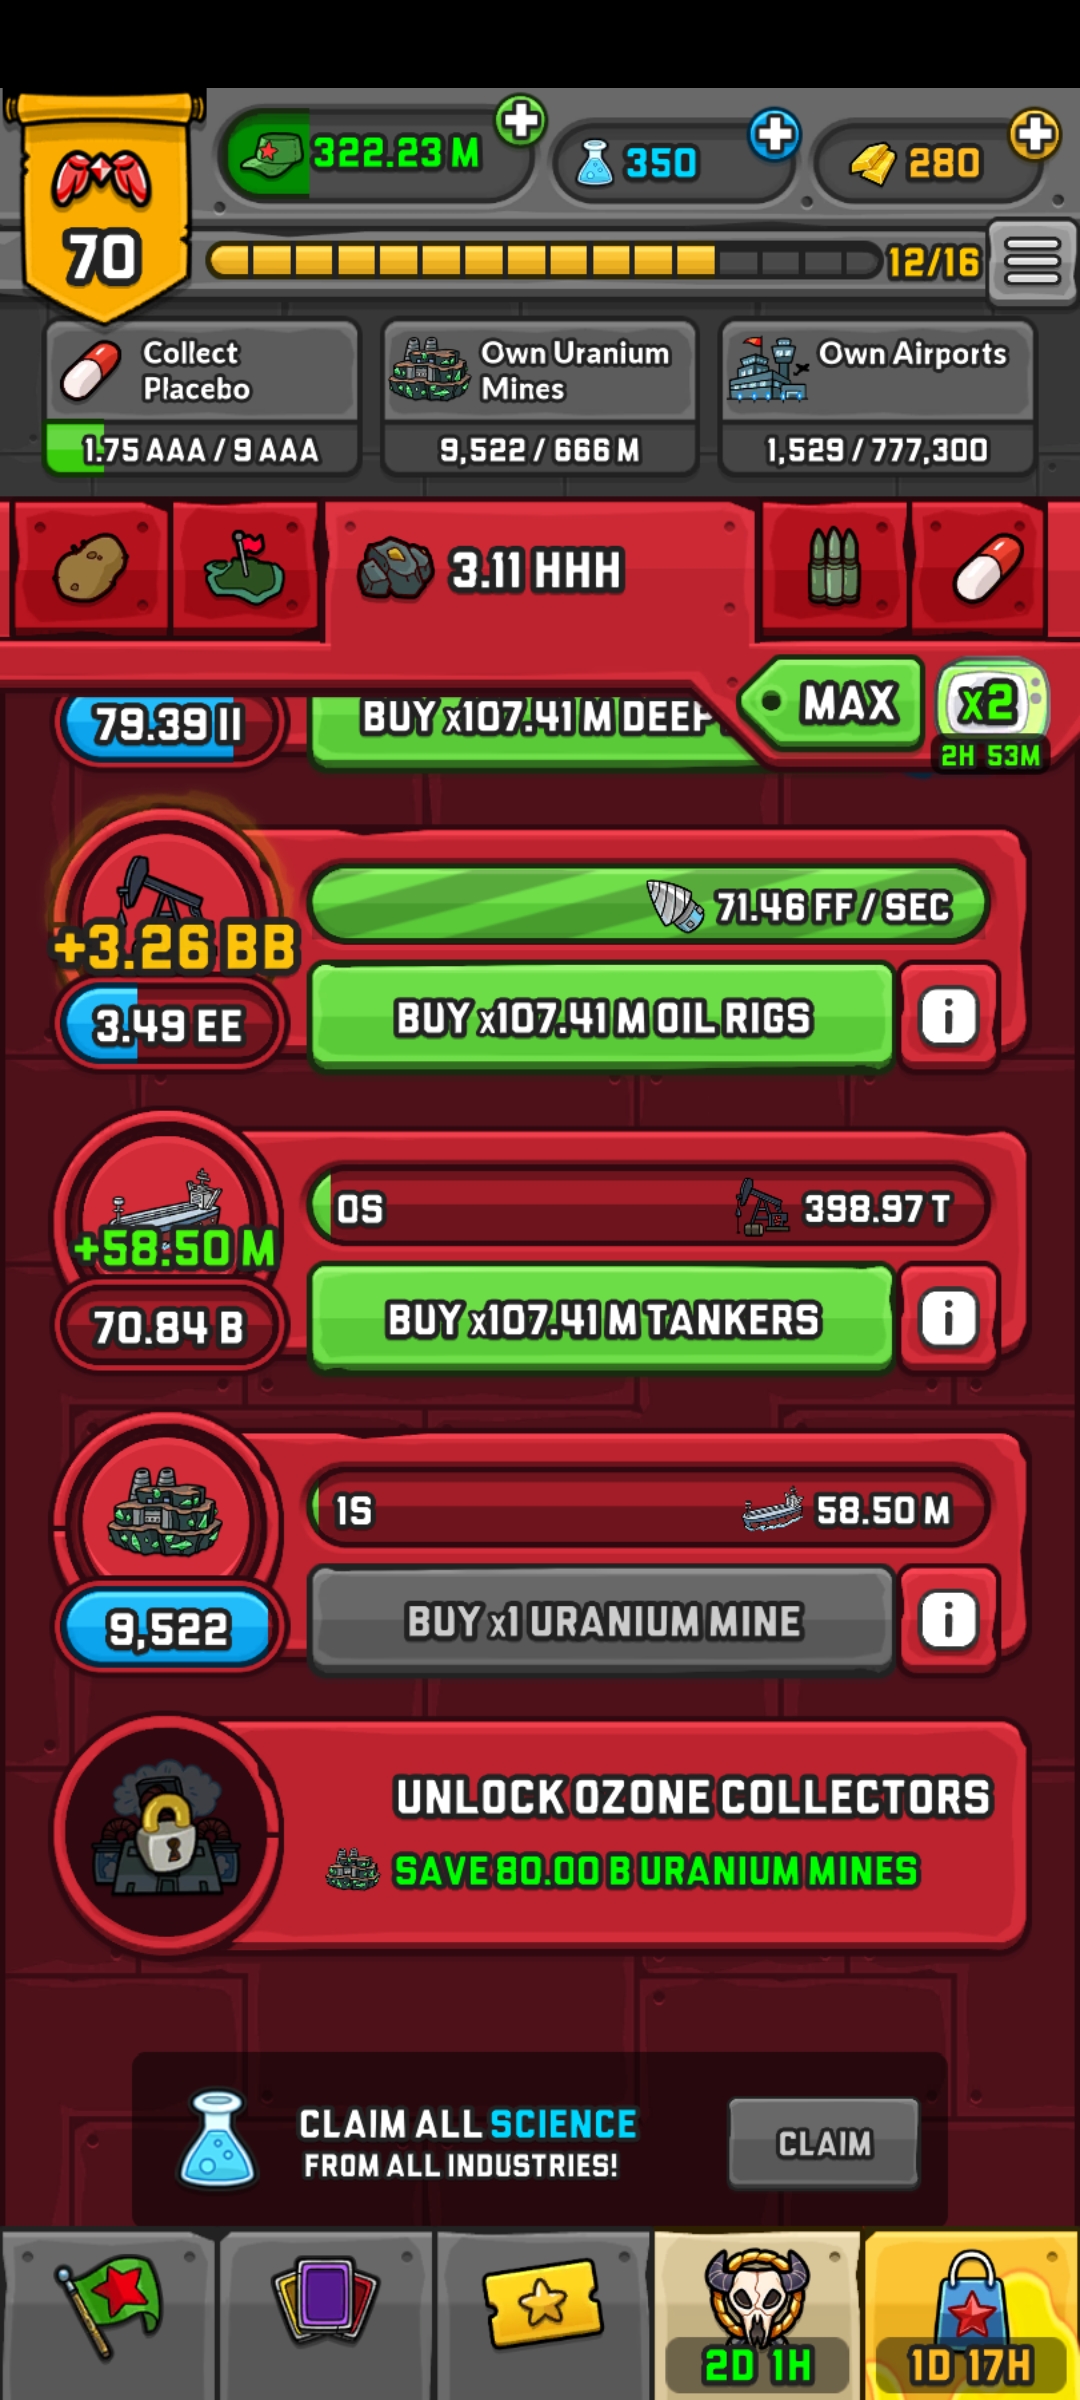 322.23 M
350
280
70
12/16
Collect
Placebo
1.75 AAA / 9 AAA
Own Uranium
Mines
9,522 / 666 M
Own Airports
1,529 / 777,300
3.11 HHH
MAX
x2
2H 53M
79.39 II
BUY x107.41 M DEEP
71.46 FF / SEC
+3.26 BB
3.49 EE
BUY x107.41 M OIL RIGS
i
0S
398.97 T
+58.50 M
70.84 B
BUY x107.41 M TANKERS
i
1S
58.50 M
9,522
BUY x1 URANIUM MINE
i
UNLOCK OZONE COLLECTORS
SAVE 80.00 B URANIUM MINES
CLAIM ALL SCIENCE
FROM ALL INDUSTRIES!
CLAIM
2D 1H
1D 17H